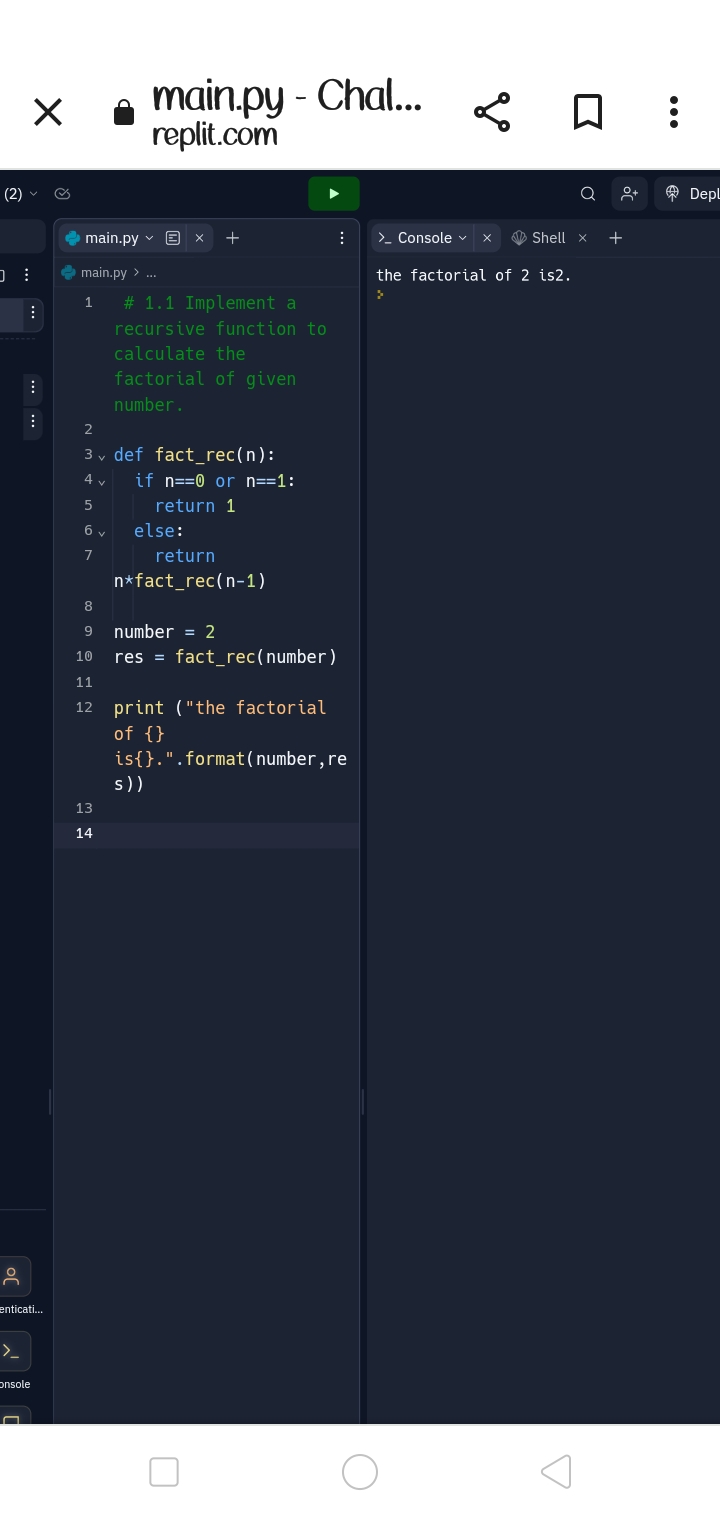 main.py - Chal...
replit.com
(2)
Depl
main.py
Console
Shell
main.py > ...
the factorial of 2 is2.
1 # 1.1 Implement a
recursive function to
calculate the
factorial of given
number.
2
3 def fact_rec(n):
4 if n==0 or n==1:
5 return 1
6 else:
7 return
n*fact_rec(n-1)
8
9 number = 2
10 res = fact_rec(number)
11
12 print ("the factorial
of {}
is{}.".format(number,re
s))
13
14
enticati...
onsole